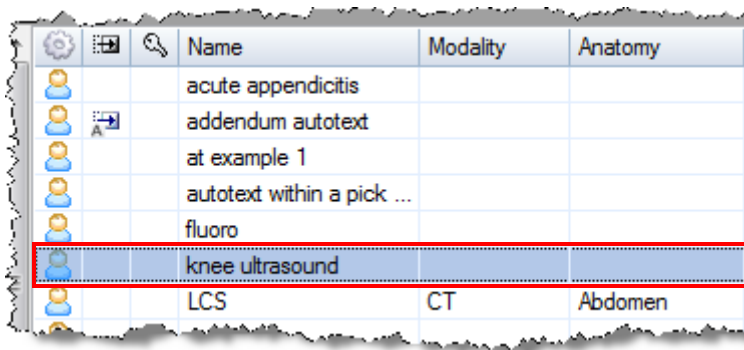 Name Modality Anatomy
acute appendicitis
A addendum autotext
at example 1
autotext within a pick ...
fluoro
knee ultrasound
LCS CT Abdomen